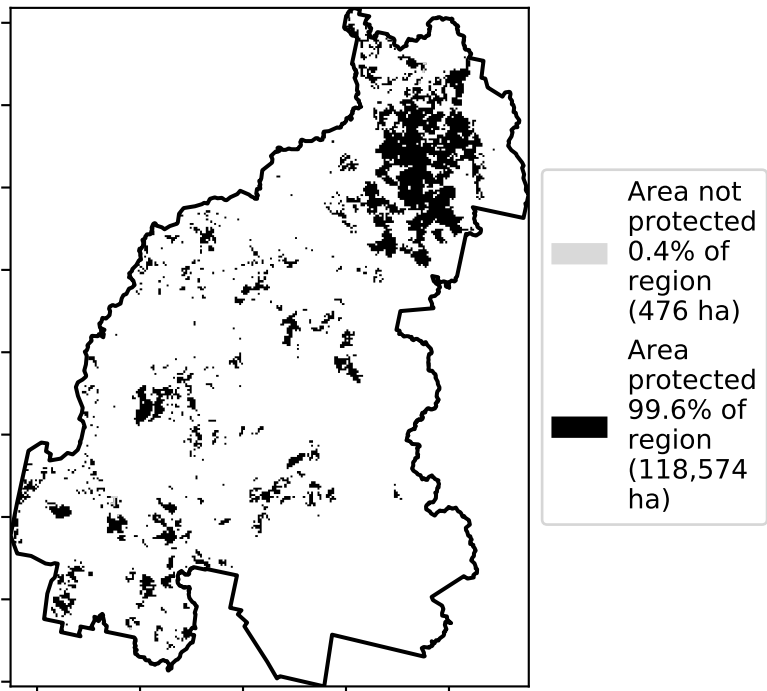 Area not
protected
0.4% of
region
(476 ha)
Area
protected
99.6% of
region
(118,574
ha)